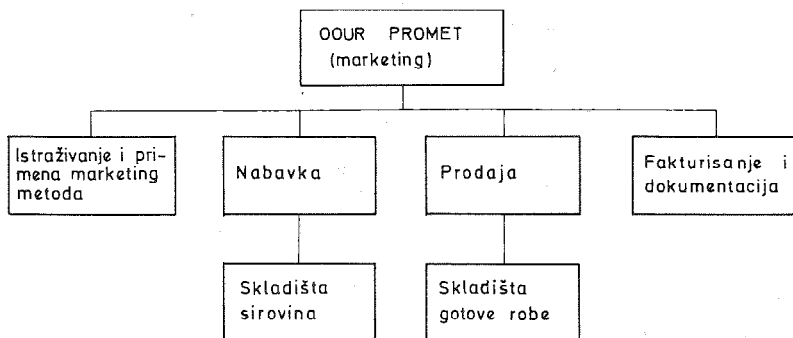 OOUR PROMET
(marketing)
Istraživanje i pri-
mena marketing
metoda
Nabavka
Prodaja
Fakturisanje i
dokumentacija
Skladišta
sirovina
Skladišta
gotove robe